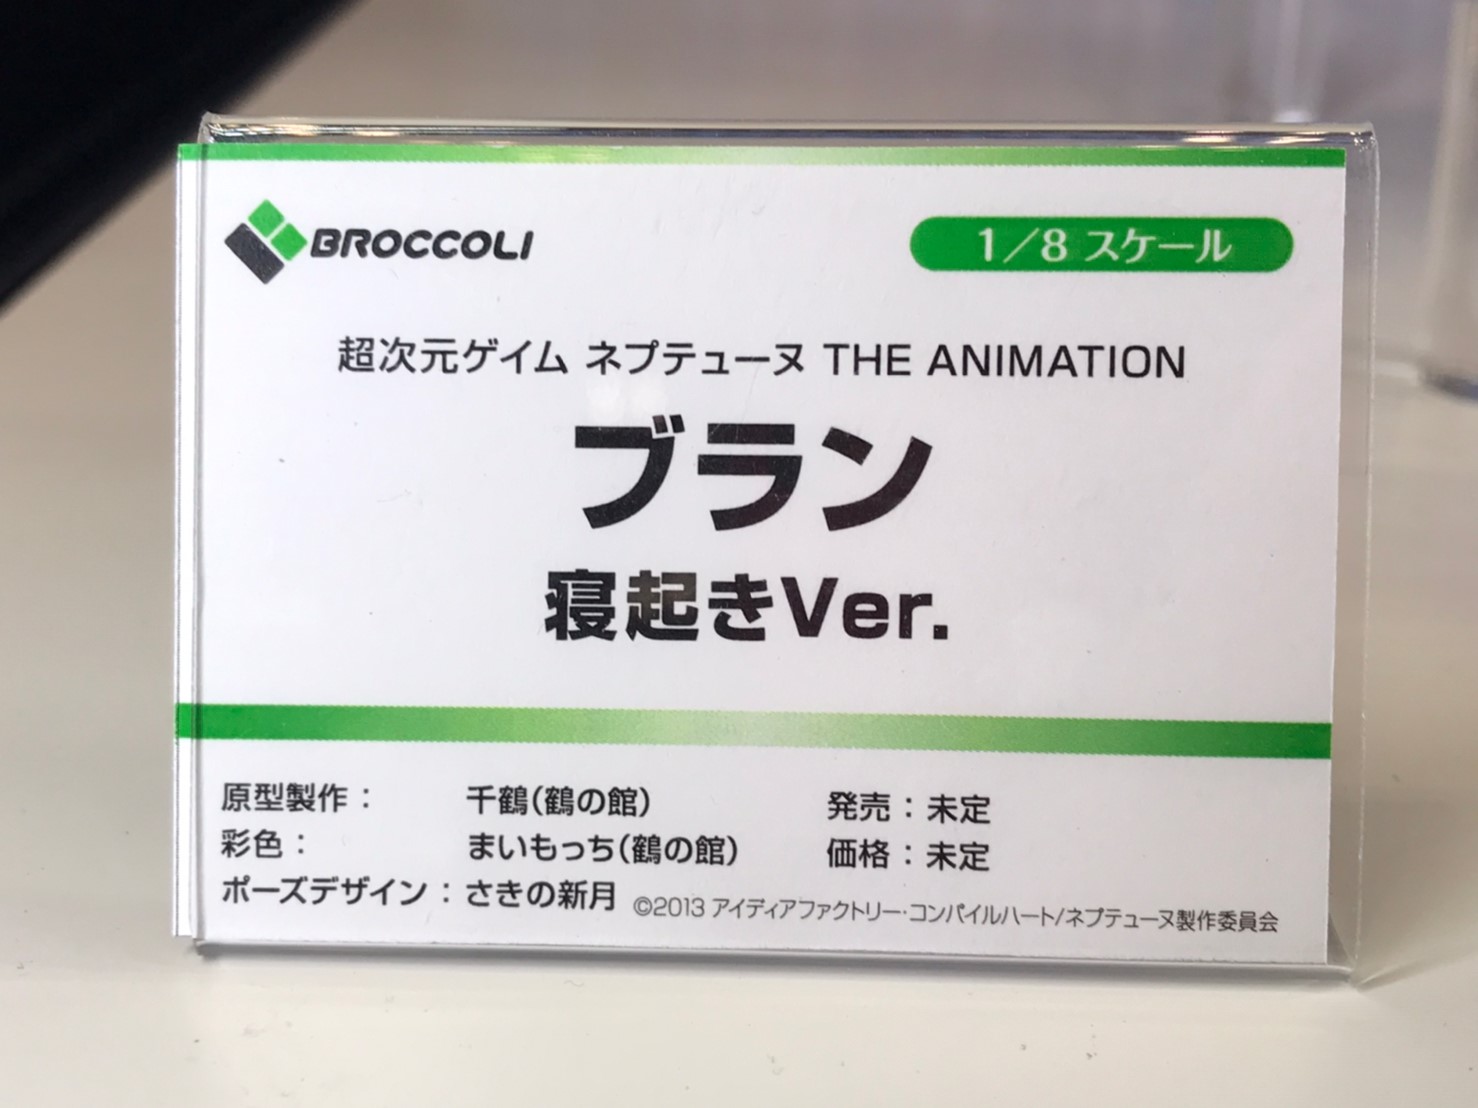 BROCCOLI
1/8 スケール
超次元ゲイム ネプテューヌ THE ANIMATION
ブラン
寝起きVer.
原型製作： 千鶴(鶴の館)
彩色： まいもっち(鶴の館)
ポーズデザイン：さきの新月
発売：未定
価格：未定
©2013 アイディアファクトリー・コンパイルハート/ネプテューヌ製作委員会